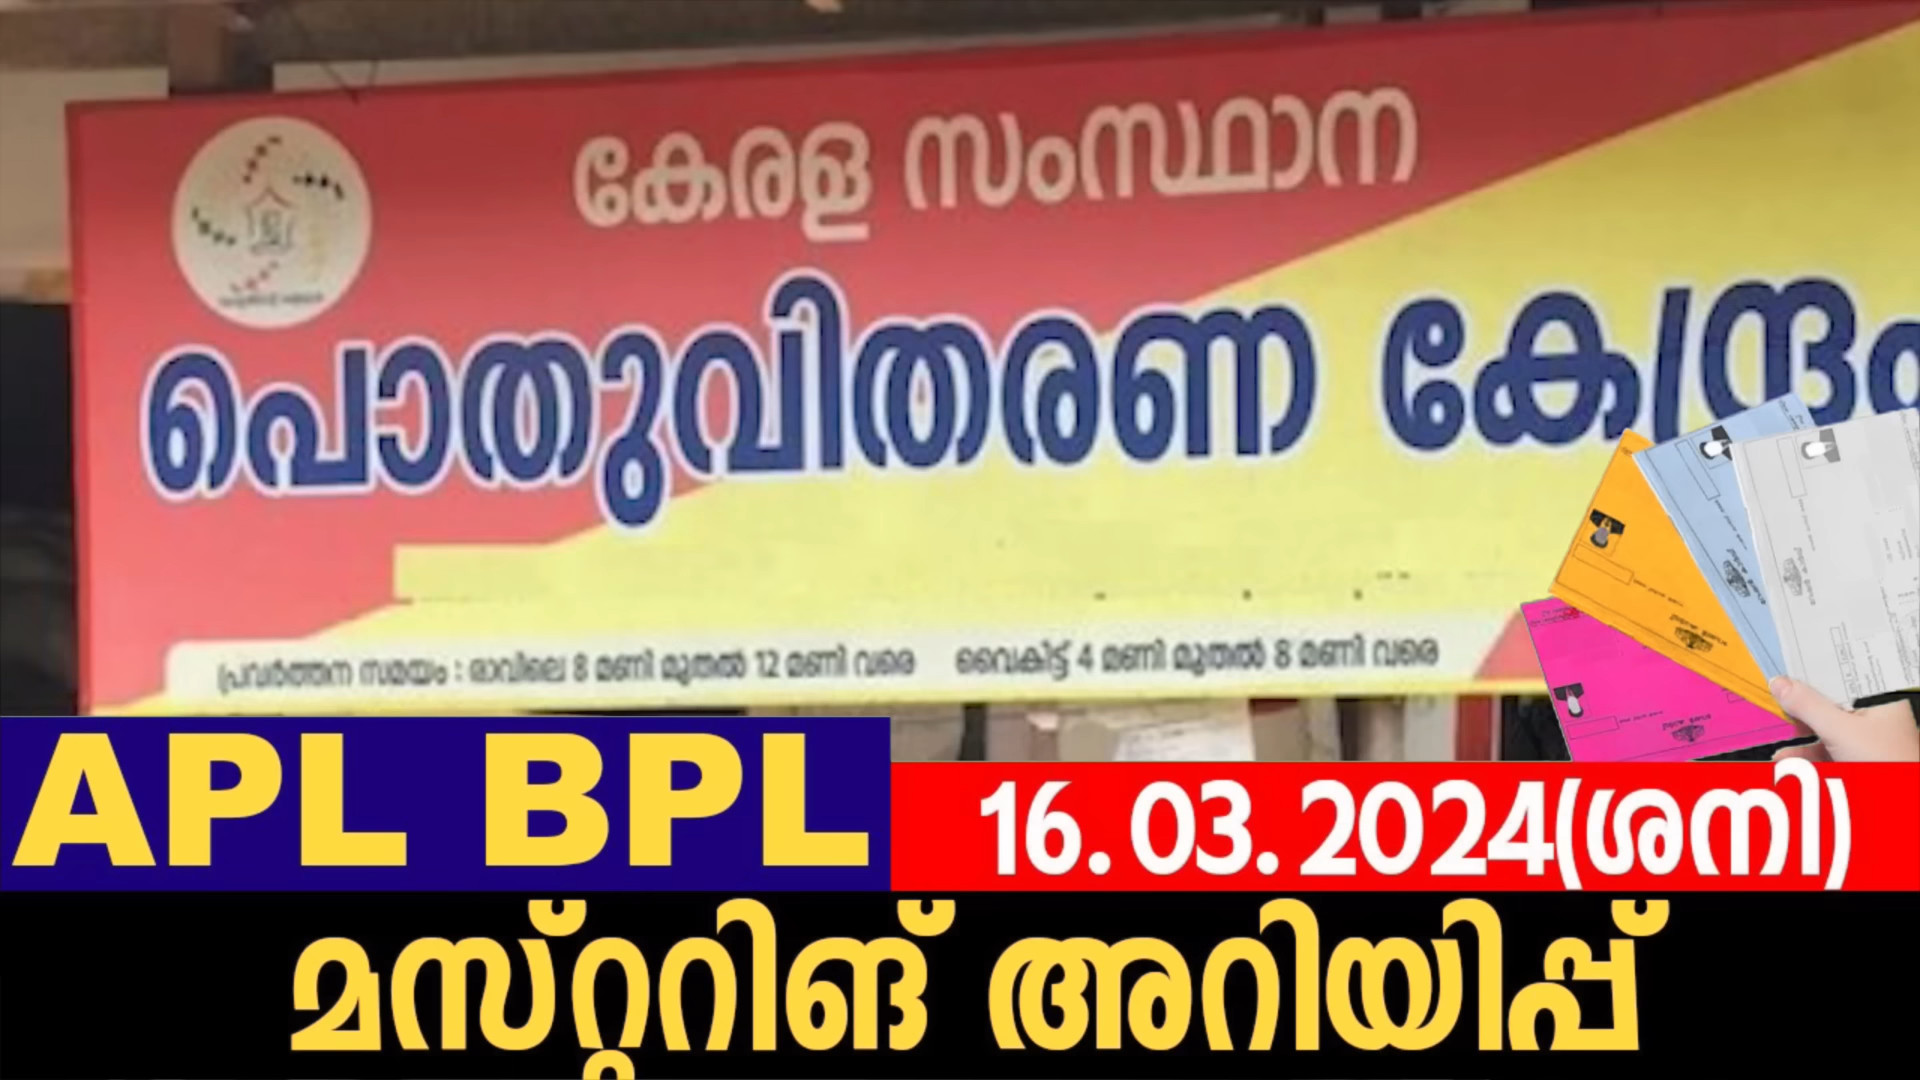 കേരള സംസ്ഥാന
പൊതുവിതരണ കേന്ദ്രം
പ്രവർത്തന സമയം : രാവിലെ 8 മണി മുതൽ 12 മണി വരെ വൈകിട്ട് 4 മണി മുതൽ 8 മണി വരെ
APL BPL
16.03.2024(ശനി)
മസ്റ്ററിങ് അറിയിപ്പ്